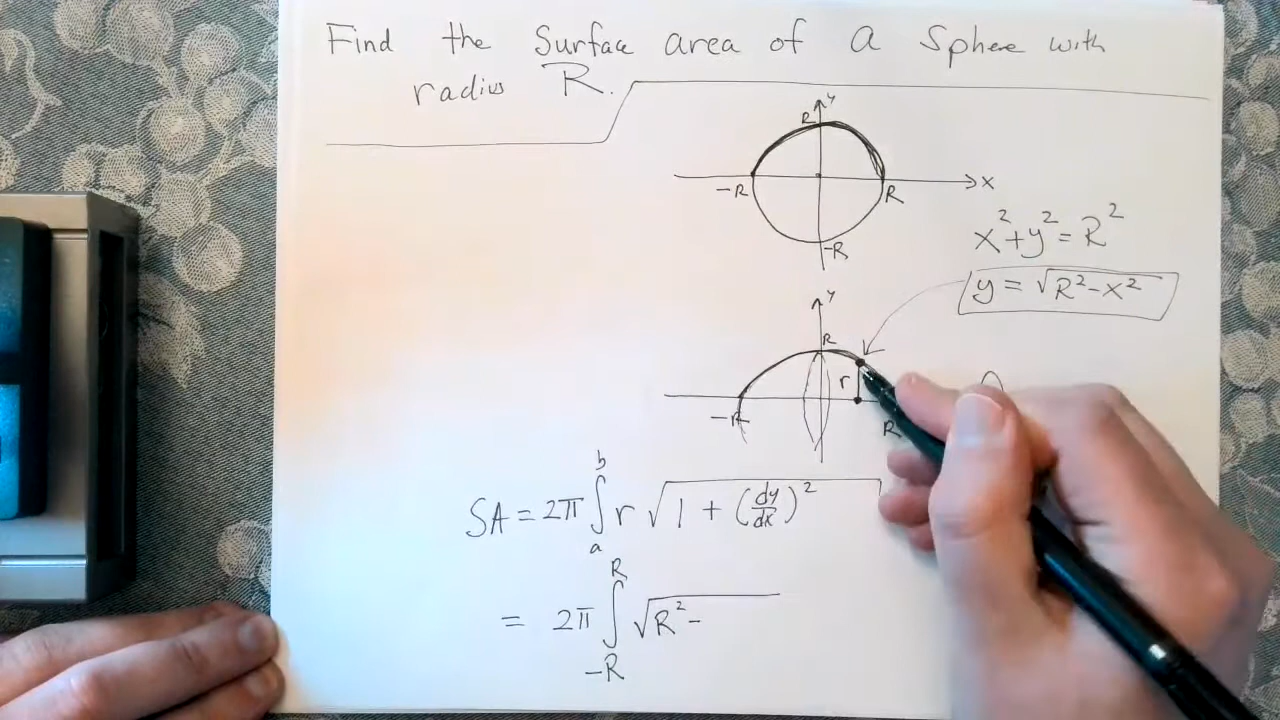 Find the Surface area of a Sphere with
radius R.
y
R
-R
R
x
-R
x² + y² = R²
y = √R²-x²
y
R
r
-R
R
SA = 2π ∫ₐᵇ r √1 + (dy/dx)²
= 2π ∫₋ᴿᴿ √R² -